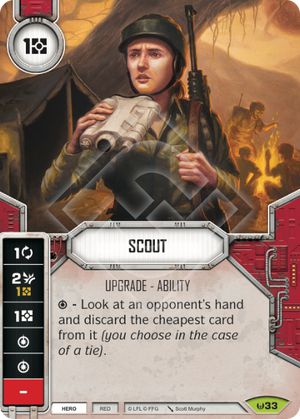 1
SCOUT
UPGRADE - ABILITY
1
2
1
1
- Look at an opponent's hand
and discard the cheapest card
from it (you choose in the case
of a tie).
-
HERO RED © LFL © FFG Scott Murphy 33